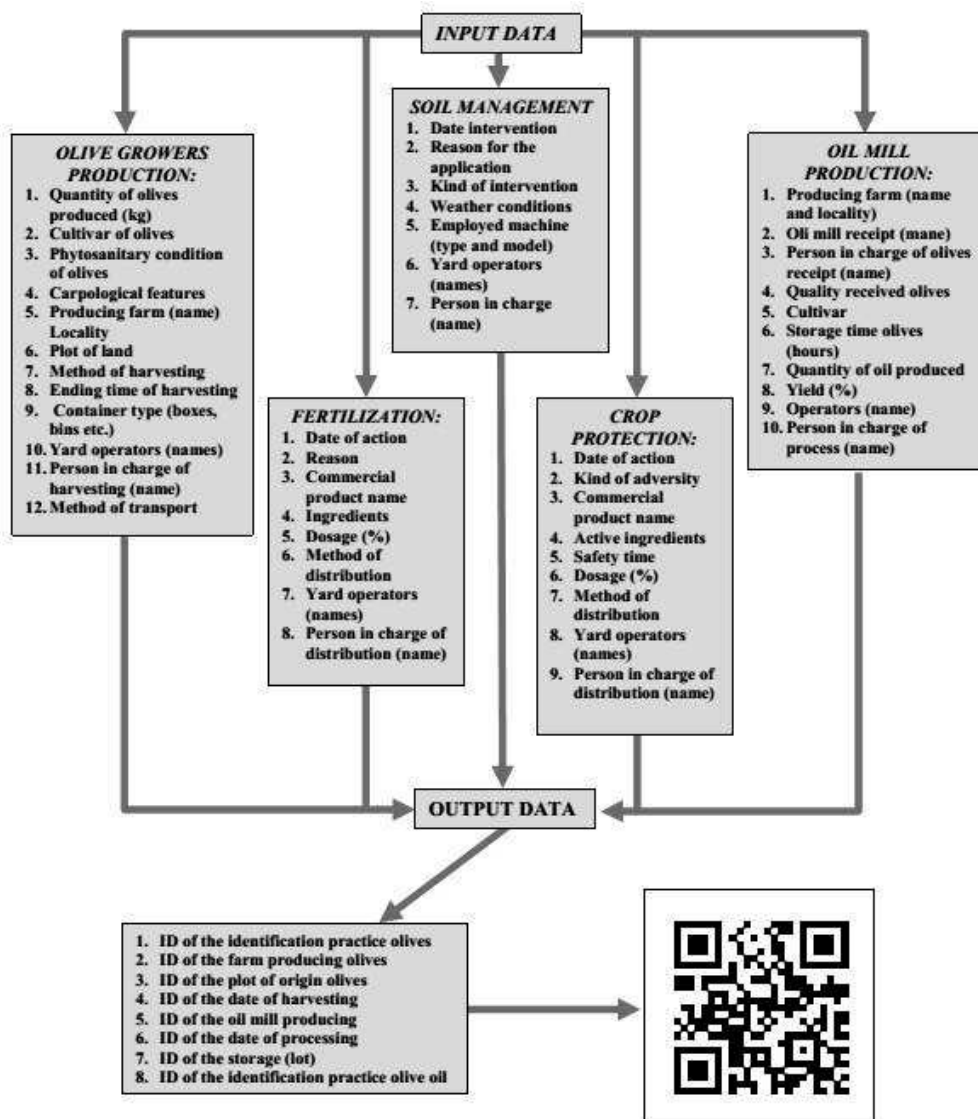 INPUT DATA
OLIVE GROWERS
PRODUCTION:
1. Quantity of olives
produced (kg)
2. Cultivar of olives
3. Phytosanitary condition
of olives
4. Carpological features
5. Producing farm (name)
Locality
6. Plot of land
7. Method of harvesting
8. Ending time of harvesting
9. Container type (boxes,
bins etc.)
10. Yard operators (names)
11. Person in charge of
harvesting (name)
12. Method of transport
FERTILIZATION:
1. Date of action
2. Reason
3. Commercial
product name
4. Ingredients
5. Dosage (%)
6. Method of
distribution
7. Yard operators
(names)
8. Person in charge of
distribution (name)
SOIL MANAGEMENT
1. Date intervention
2. Reason for the
application
3. Kind of intervention
4. Weather conditions
5. Employed machine
(type and model)
6. Yard operators
(names)
7. Person in charge
(name)
CROP
PROTECTION:
1. Date of action
2. Kind of adversity
3. Commercial
product name
4. Active ingredients
5. Safety time
6. Dosage (%)
7. Method of
distribution
8. Yard operators
(names)
9. Person in charge of
distribution (name)
OIL MILL
PRODUCTION:
1. Producing farm (name
and locality)
2. Oli mill receipt (mane)
3. Person in charge of olives
receipt (name)
4. Quality received olives
5. Cultivar
6. Storage time olives
(hours)
7. Quantity of oil produced
8. Yield (%)
9. Operators (name)
10. Person in charge of
process (name)
OUTPUT DATA
1. ID of the identification practice olives
2. ID of the farm producing olives
3. ID of the plot of origin olives
4. ID of the date of harvesting
5. ID of the oil mill producing
6. ID of the date of processing
7. ID of the storage (lot)
8. ID of the identification practice olive oil